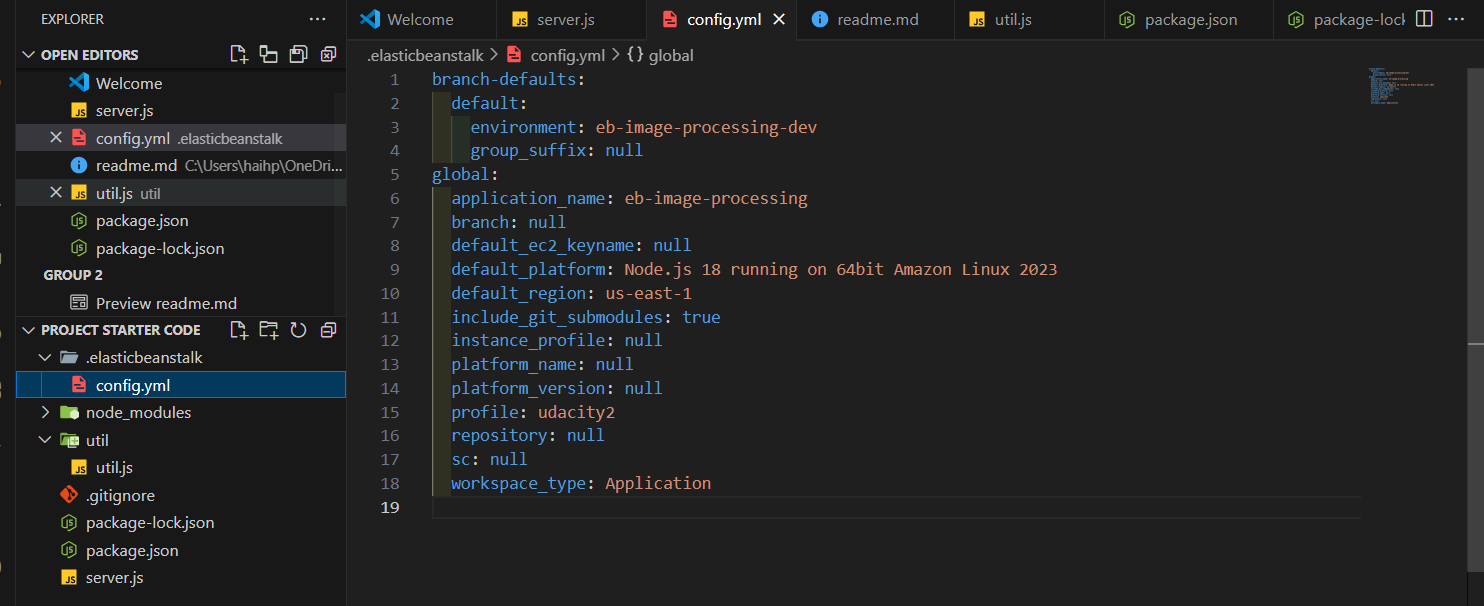 EXPLORER ···
OPEN EDITORS
Welcome
server.js
config.yml .elasticbeanstalk
readme.md C:\Users\haihp\OneDri...
util.js util
package.json
package-lock.json
GROUP 2
Preview readme.md
PROJECT STARTER CODE
.elasticbeanstalk
config.yml
node_modules
util
util.js
.gitignore
package-lock.json
package.json
server.js
Welcome server.js config.yml readme.md util.js package.json package-lock
.elasticbeanstalk > config.yml > {} global
1 branch-defaults:
2 default:
3 environment: eb-image-processing-dev
4 group_suffix: null
5 global:
6 application_name: eb-image-processing
7 branch: null
8 default_ec2_keyname: null
9 default_platform: Node.js 18 running on 64bit Amazon Linux 2023
10 default_region: us-east-1
11 include_git_submodules: true
12 instance_profile: null
13 platform_name: null
14 platform_version: null
15 profile: udacity2
16 repository: null
17 sc: null
18 workspace_type: Application
19